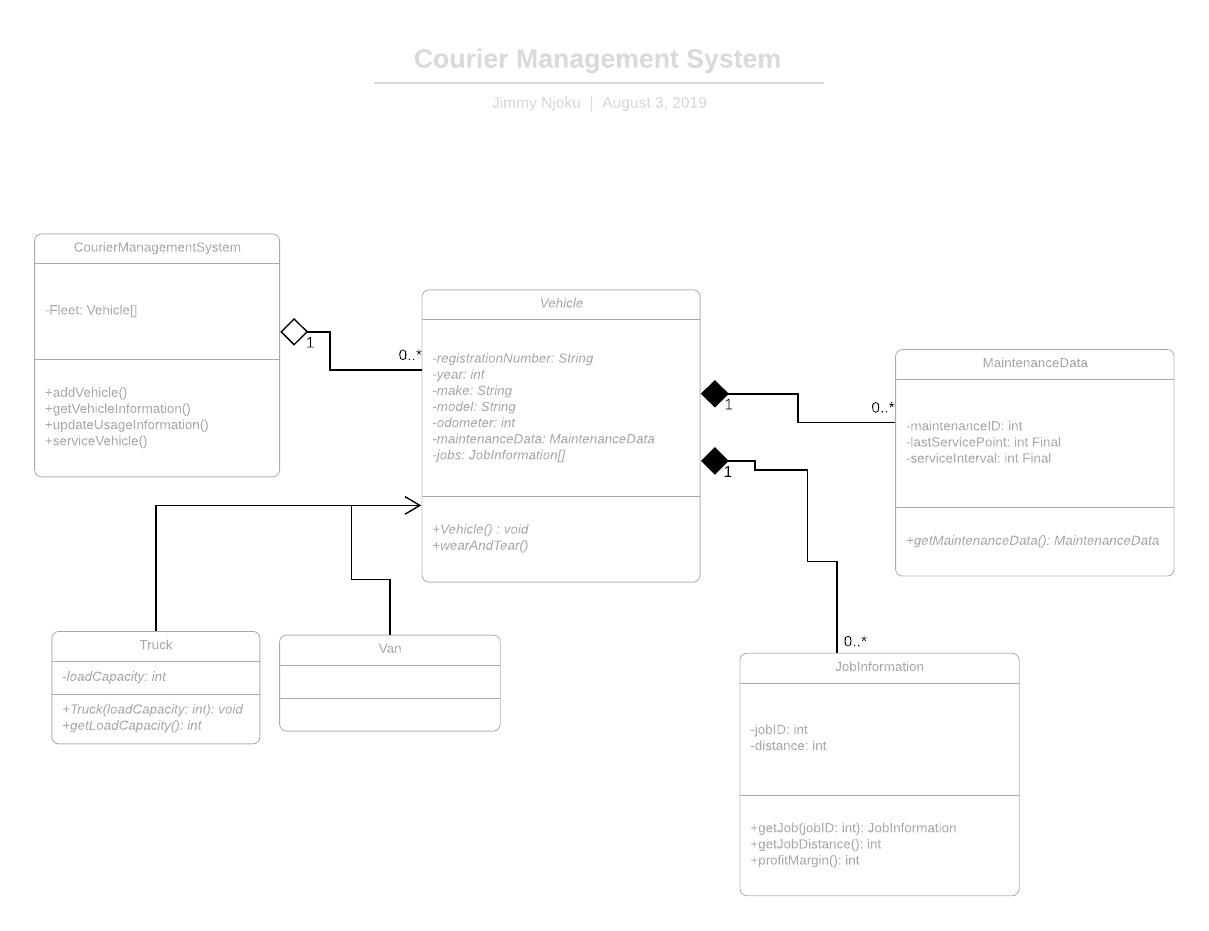 Courier Management System
Jimmy Njoku | August 3, 2019
CourierManagementSystem
-Fleet: Vehicle[]
+addVehicle()
+getVehicleInformation()
+updateUsageInformation()
+serviceVehicle()
1
0..*
Vehicle
-registrationNumber: String
-year: int
-make: String
-model: String
-odometer: int
-maintenanceData: MaintenanceData
-jobs: JobInformation[]
+Vehicle() : void
+wearAndTear()
1
0..*
1
0..*
MaintenanceData
-maintenanceID: int
-lastServicePoint: int Final
-serviceInterval: int Final
+getMaintenanceData(): MaintenanceData
Truck
-loadCapacity: int
+Truck(loadCapacity: int): void
+getLoadCapacity(): int
Van
JobInformation
-jobID: int
-distance: int
+getJob(jobID: int): JobInformation
+getJobDistance(): int
+profitMargin(): int